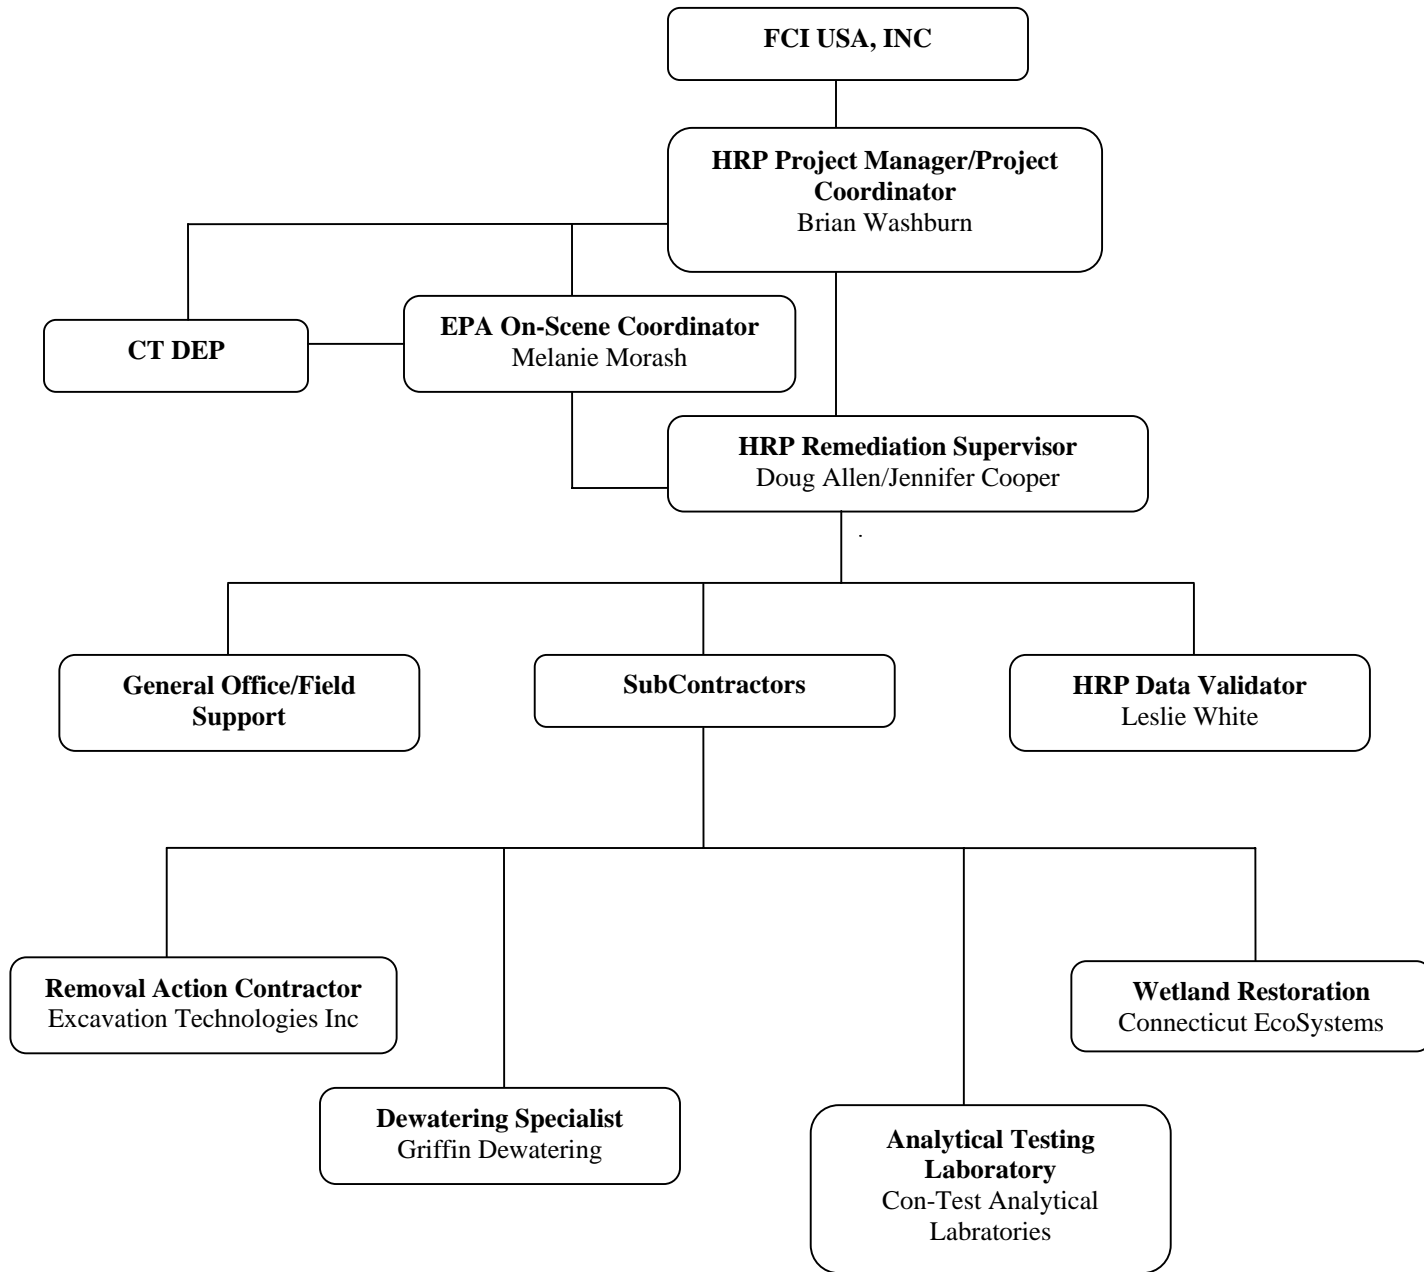 FCI USA, INC
HRP Project Manager/Project
Coordinator
Brian Washburn
CT DEP
EPA On-Scene Coordinator
Melanie Morash
HRP Remediation Supervisor
Doug Allen/Jennifer Cooper
.
General Office/Field
Support
SubContractors
HRP Data Validator
Leslie White
Removal Action Contractor
Excavation Technologies Inc
Wetland Restoration
Connecticut EcoSystems
Dewatering Specialist
Griffin Dewatering
Analytical Testing
Laboratory
Con-Test Analytical
Labratories